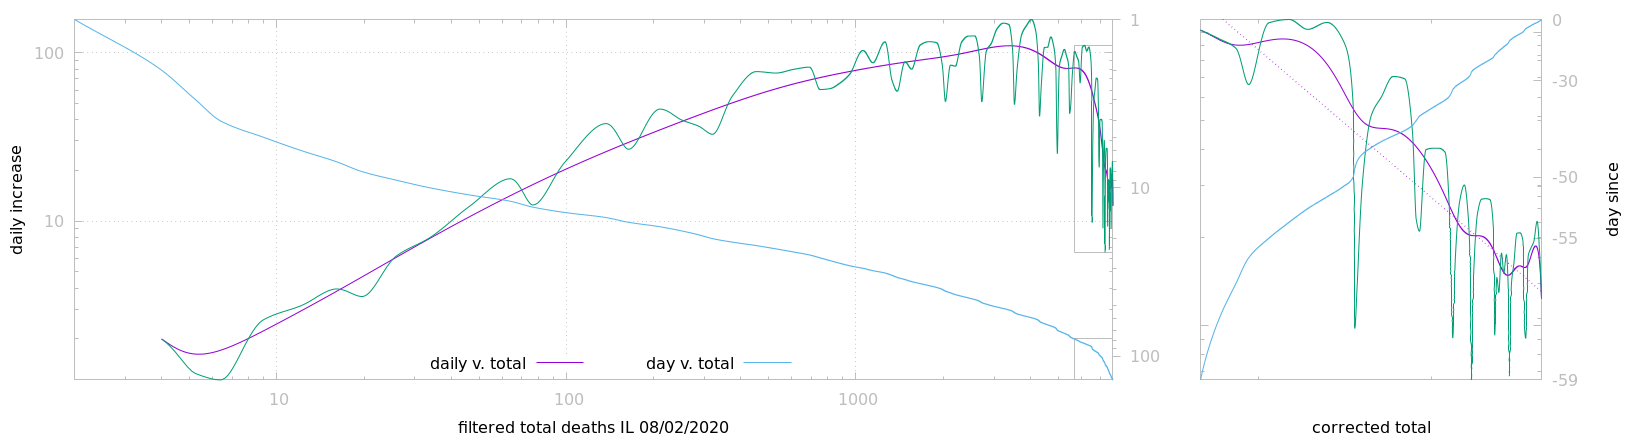 daily increase
100
10
daily v. total
day v. total
10
100
1000
1
10
100
filtered total deaths IL 08/02/2020
0
-30
-50
-55
-59
day since
corrected total